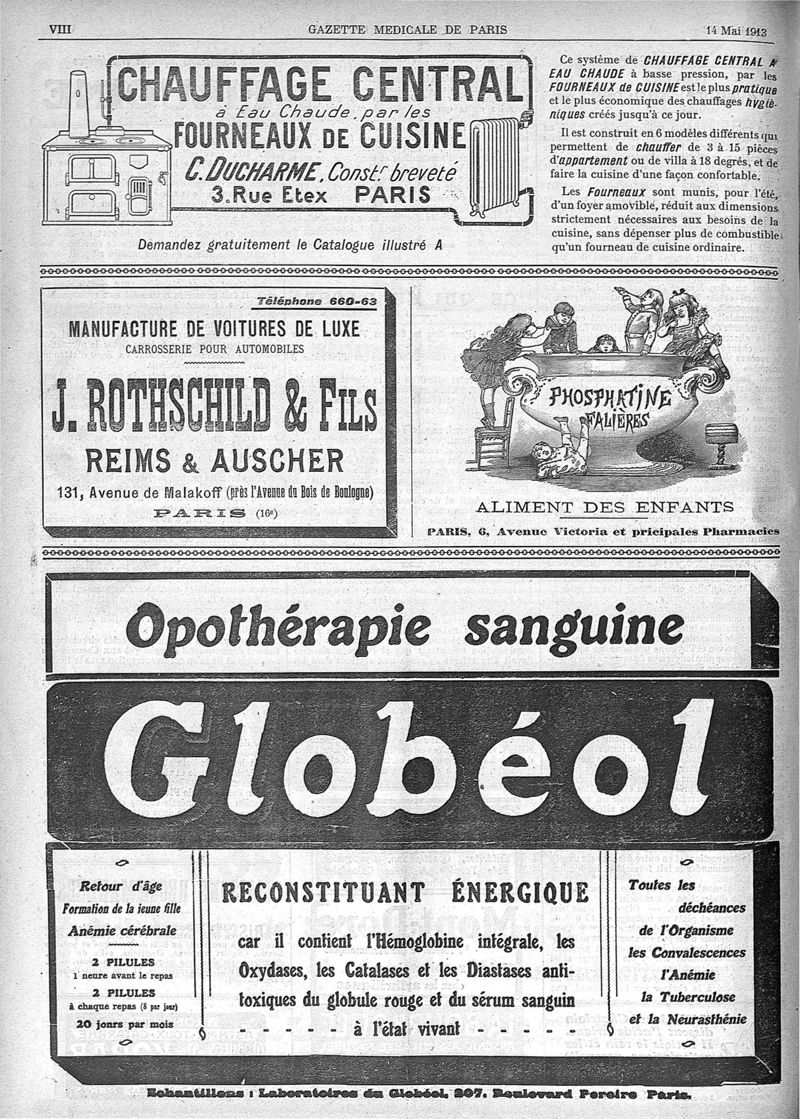 VIII
GAZETTE MEDICALE DE PARIS
14 Mai 1913
CHAUFFAGE CENTRAL
à Eau Chaude, par les
FOURNEAUX DE CUISINE
C. DUCHARME, Const.r breveté
3. Rue Etex PARIS
Demandez gratuitement le Catalogue illustré A
Ce système de CHAUFFAGE CENTRAL A
EAU CHAUDE à basse pression, par les
FOURNEAUX de CUISINE est le plus pratique
et le plus économique des chauffages hygié-
niques créés jusqu'à ce jour.
Il est construit en 6 modèles différents qui
permettent de chauffer de 3 à 15 pièces
d'appartement ou de villa à 18 degrés, et de
faire la cuisine d'une façon confortable.
Les Fourneaux sont munis, pour l'été,
d'un foyer amovible, réduit aux dimensions
strictement nécessaires aux besoins de la
cuisine, sans dépenser plus de combustible
qu'un fourneau de cuisine ordinaire.
Téléphone 660-63
MANUFACTURE DE VOITURES DE LUXE
CARROSSERIE POUR AUTOMOBILES
J. ROTHSCHILD & FILS
REIMS & AUSCHER
131, Avenue de Malakoff (près l'Avenue du Bois de Boulogne)
PARIS (16e)
PHOSPHATINE
FALIÈRES
ALIMENT DES ENFANTS
PARIS, 6, Avenue Victoria et pricipales Pharmacies
Opothérapie sanguine
Globéol
Retour d'âge
Formation de la jeune fille
Anémie cérébrale
2 PILULES
1 neure avant le repas
2 PILULES
à chaque repas (8 par jour)
20 jonrs par mois
RECONSTITUANT ÉNERGIQUE
car il contient l'Hémoglobine intégrale, les
Oxydases, les Catalases et les Diastases anti-
toxiques du globule rouge et du sérum sanguin
- - - - - à l'état vivant - - - - -
Toutes les
déchéances
de l'Organisme
les Convalescences
l'Anémie
la Tuberculose
et la Neurasthénie
Echantillons : Laboratoires du Globéol, 207, Boulevard Pereire Paris.